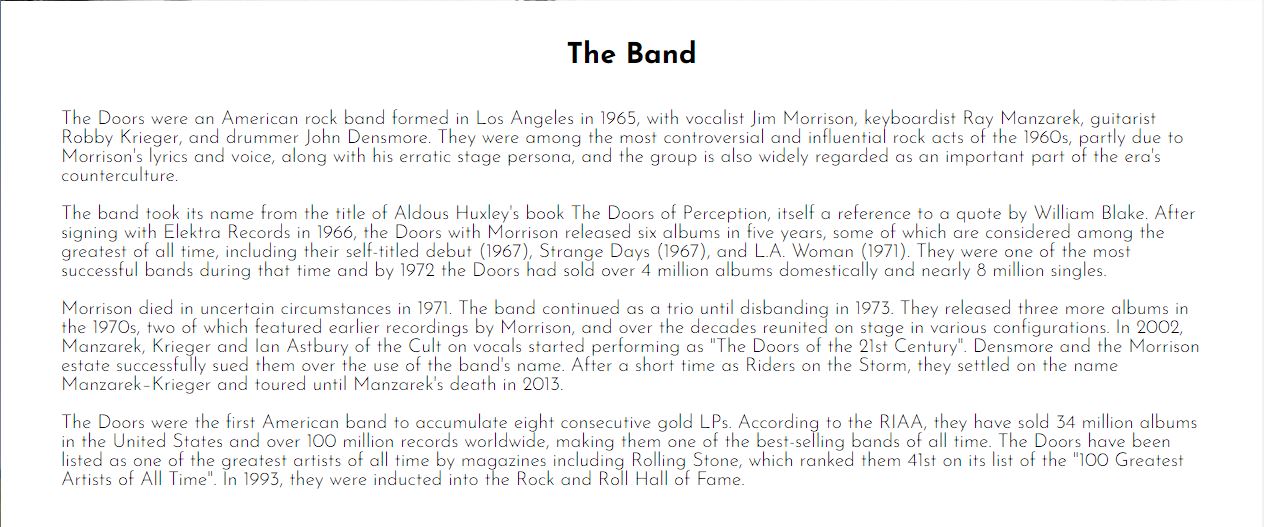 The Band
The Doors were an American rock band formed in Los Angeles in 1965, with vocalist Jim Morrison, keyboardist Ray Manzarek, guitarist
Robby Krieger, and drummer John Densmore. They were among the most controversial and influential rock acts of the 1960s, partly due to
Morrison's lyrics and voice, along with his erratic stage persona, and the group is also widely regarded as an important part of the era's
counterculture.
The band took its name from the title of Aldous Huxley's book The Doors of Perception, itself a reference to a quote by William Blake. After
signing with Elektra Records in 1966, the Doors with Morrison released six albums in five years, some of which are considered among the
greatest of all time, including their self-titled debut (1967), Strange Days (1967), and L.A. Woman (1971). They were one of the most
successful bands during that time and by 1972 the Doors had sold over 4 million albums domestically and nearly 8 million singles.
Morrison died in uncertain circumstances in 1971. The band continued as a trio until disbanding in 1973. They released three more albums in
the 1970s, two of which featured earlier recordings by Morrison, and over the decades reunited on stage in various configurations. In 2002,
Manzarek, Krieger and Ian Astbury of the Cult on vocals started performing as "The Doors of the 21st Century". Densmore and the Morrison
estate successfully sued them over the use of the band's name. After a short time as Riders on the Storm, they settled on the name
Manzarek–Krieger and toured until Manzarek's death in 2013.
The Doors were the first American band to accumulate eight consecutive gold LPs. According to the RIAA, they have sold 34 million albums
in the United States and over 100 million records worldwide, making them one of the best-selling bands of all time. The Doors have been
listed as one of the greatest artists of all time by magazines including Rolling Stone, which ranked them 41st on its list of the "100 Greatest
Artists of All Time". In 1993, they were inducted into the Rock and Roll Hall of Fame.